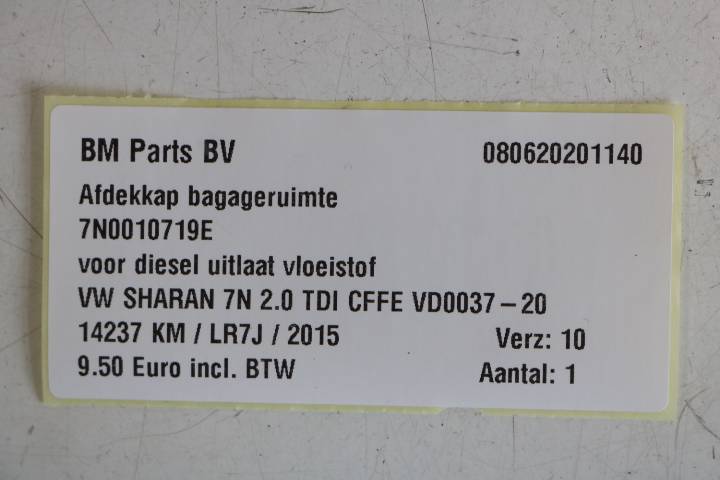 BM Parts BV 080620201140
Afdekkap bagageruimte
7N0010719E
voor diesel uitlaat vloeistof
VW SHARAN 7N 2.0 TDI CFFE VD0037-20
14237 KM / LR7J / 2015 Verz: 10
9.50 Euro incl. BTW Aantal: 1